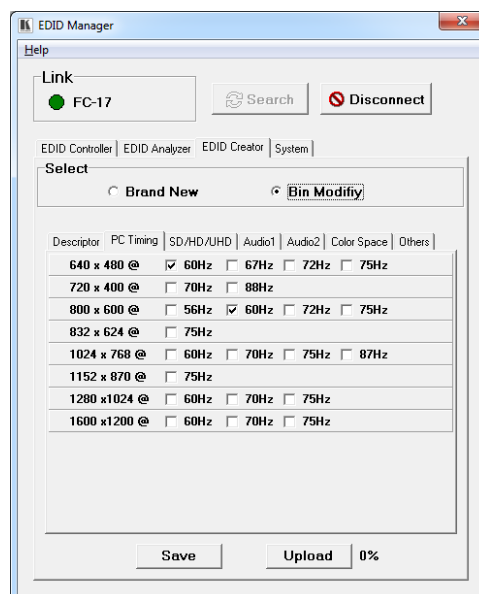 EDID Manager
Help
Link
FC-17
Search
Disconnect
EDID Controller EDID Analyzer EDID Creator System
Select
Brand New Bin Modifiy
Descriptor PC Timing SD/HD/UHD Audio1 Audio2 Color Space Others
640 x 480 @ 60Hz 67Hz 72Hz 75Hz
720 x 400 @ 70Hz 88Hz
800 x 600 @ 56Hz 60Hz 72Hz 75Hz
832 x 624 @ 75Hz
1024 x 768 @ 60Hz 70Hz 75Hz 87Hz
1152 x 870 @ 75Hz
1280 x1024 @ 60Hz 70Hz 75Hz
1600 x1200 @ 60Hz 70Hz 75Hz
Save Upload 0%